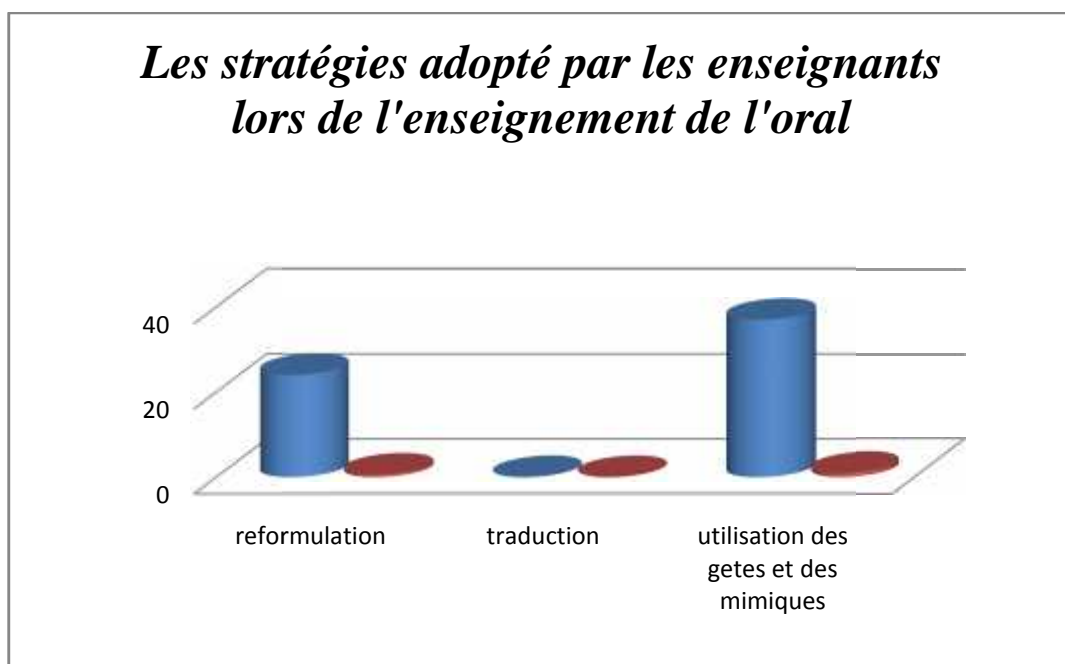 Les stratégies adopté par les enseignants
lors de l'enseignement de l'oral
40
20
0
reformulation
traduction
utilisation des
getes et des
mimiques